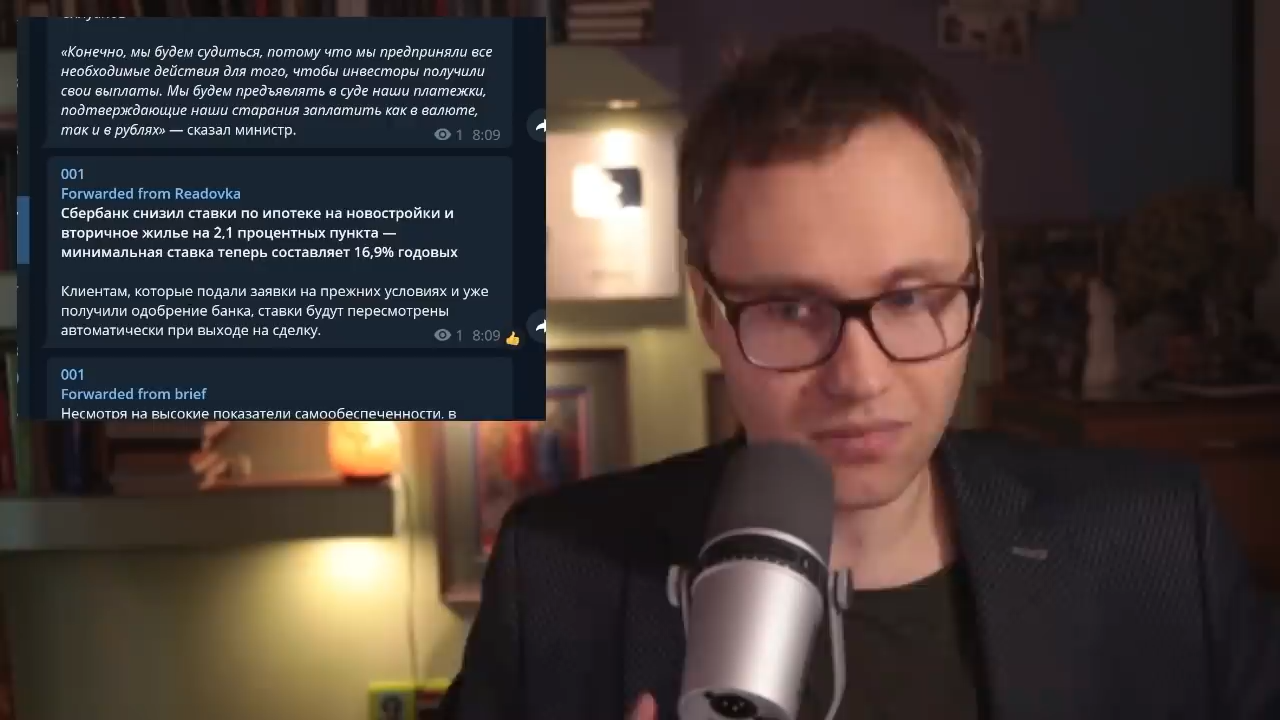 «Конечно, мы будем судиться, потому что мы предприняли все
необходимые действия для того, чтобы инвесторы получили
свои выплаты. Мы будем предъявлять в суде наши платежки,
подтверждающие наши старания заплатить как в валюте,
так и в рублях» — сказал министр.
1 8:09
001
Forwarded from Readovka
Сбербанк снизил ставки по ипотеке на новостройки и
вторичное жилье на 2,1 процентных пункта —
минимальная ставка теперь составляет 16,9% годовых
Клиентам, которые подали заявки на прежних условиях и уже
получили одобрение банка, ставки будут пересмотрены
автоматически при выходе на сделку.
1 8:09
001
Forwarded from brief
Несмотря на высокие показатели самообеспеченности, в